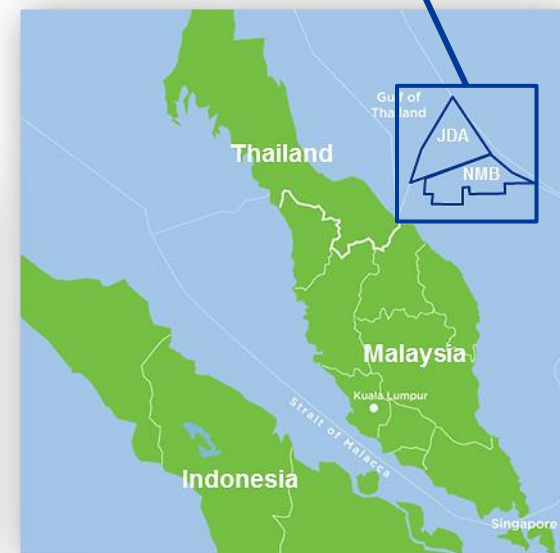 Gulf of
Thailand
JDA
NMB
Thailand
Malaysia
Kuala Lumpur
Strait of Malacca
Indonesia
Singapore